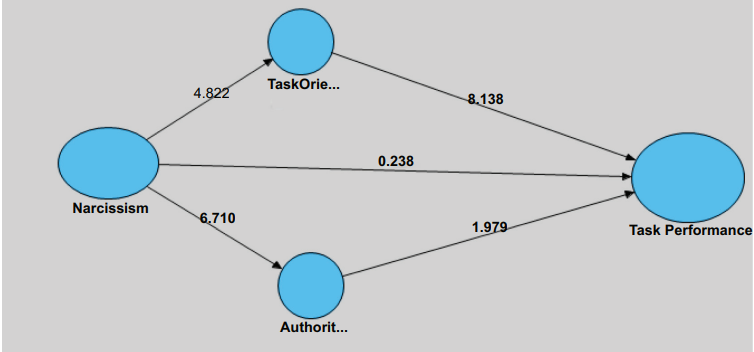 TaskOrie...
4.822
8.138
0.238
Narcissism
6.710
1.979
Task Performance
Authorit...